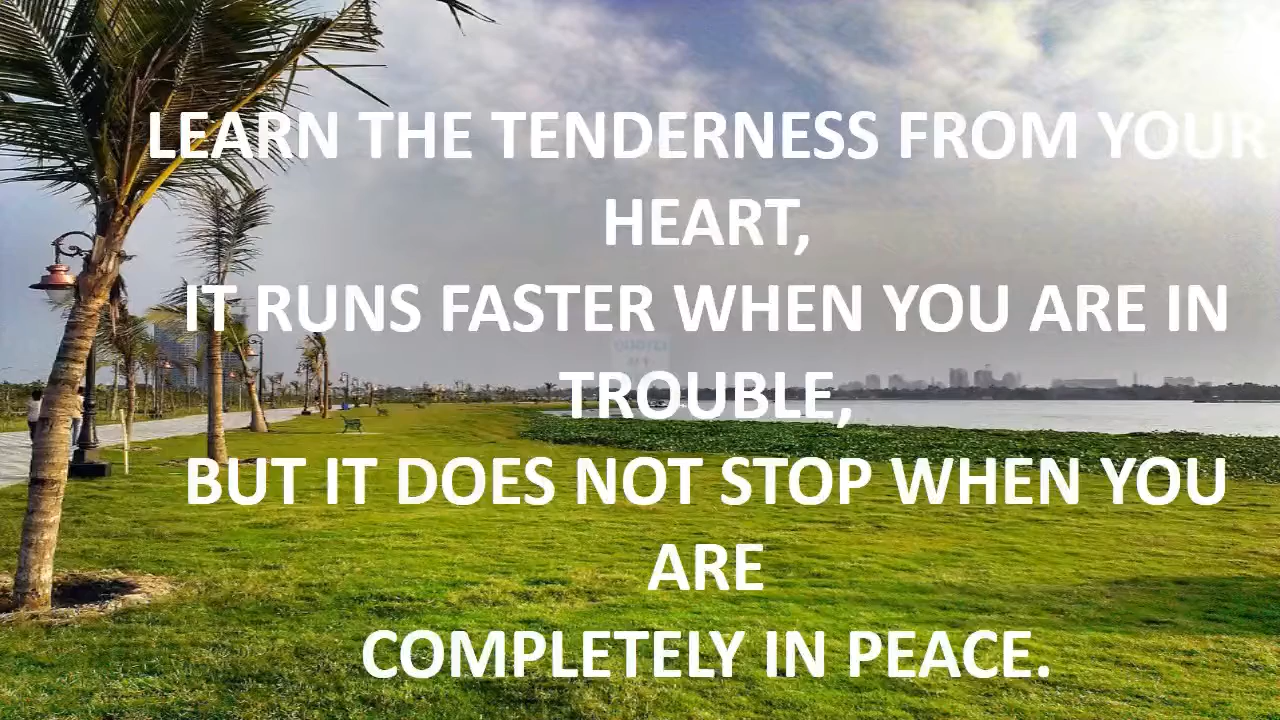 LEARN THE TENDERNESS FROM YOUR
HEART,
IT RUNS FASTER WHEN YOU ARE IN
TROUBLE,
BUT IT DOES NOT STOP WHEN YOU
ARE
COMPLETELY IN PEACE.